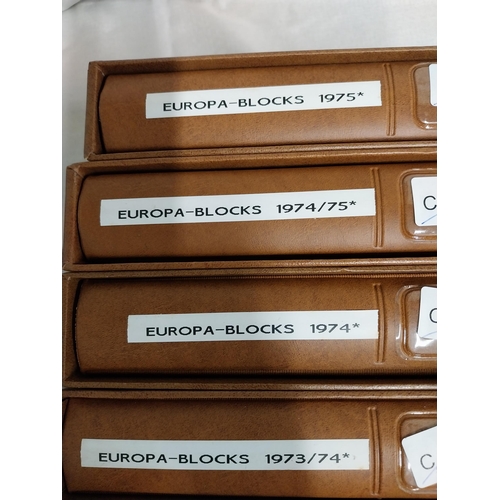 EUROPA-BLOCKS 1975*
EUROPA-BLOCKS 1974/75*
C
EUROPA-BLOCKS 1974*
C
EUROPA-BLOCKS 1973/74*
C